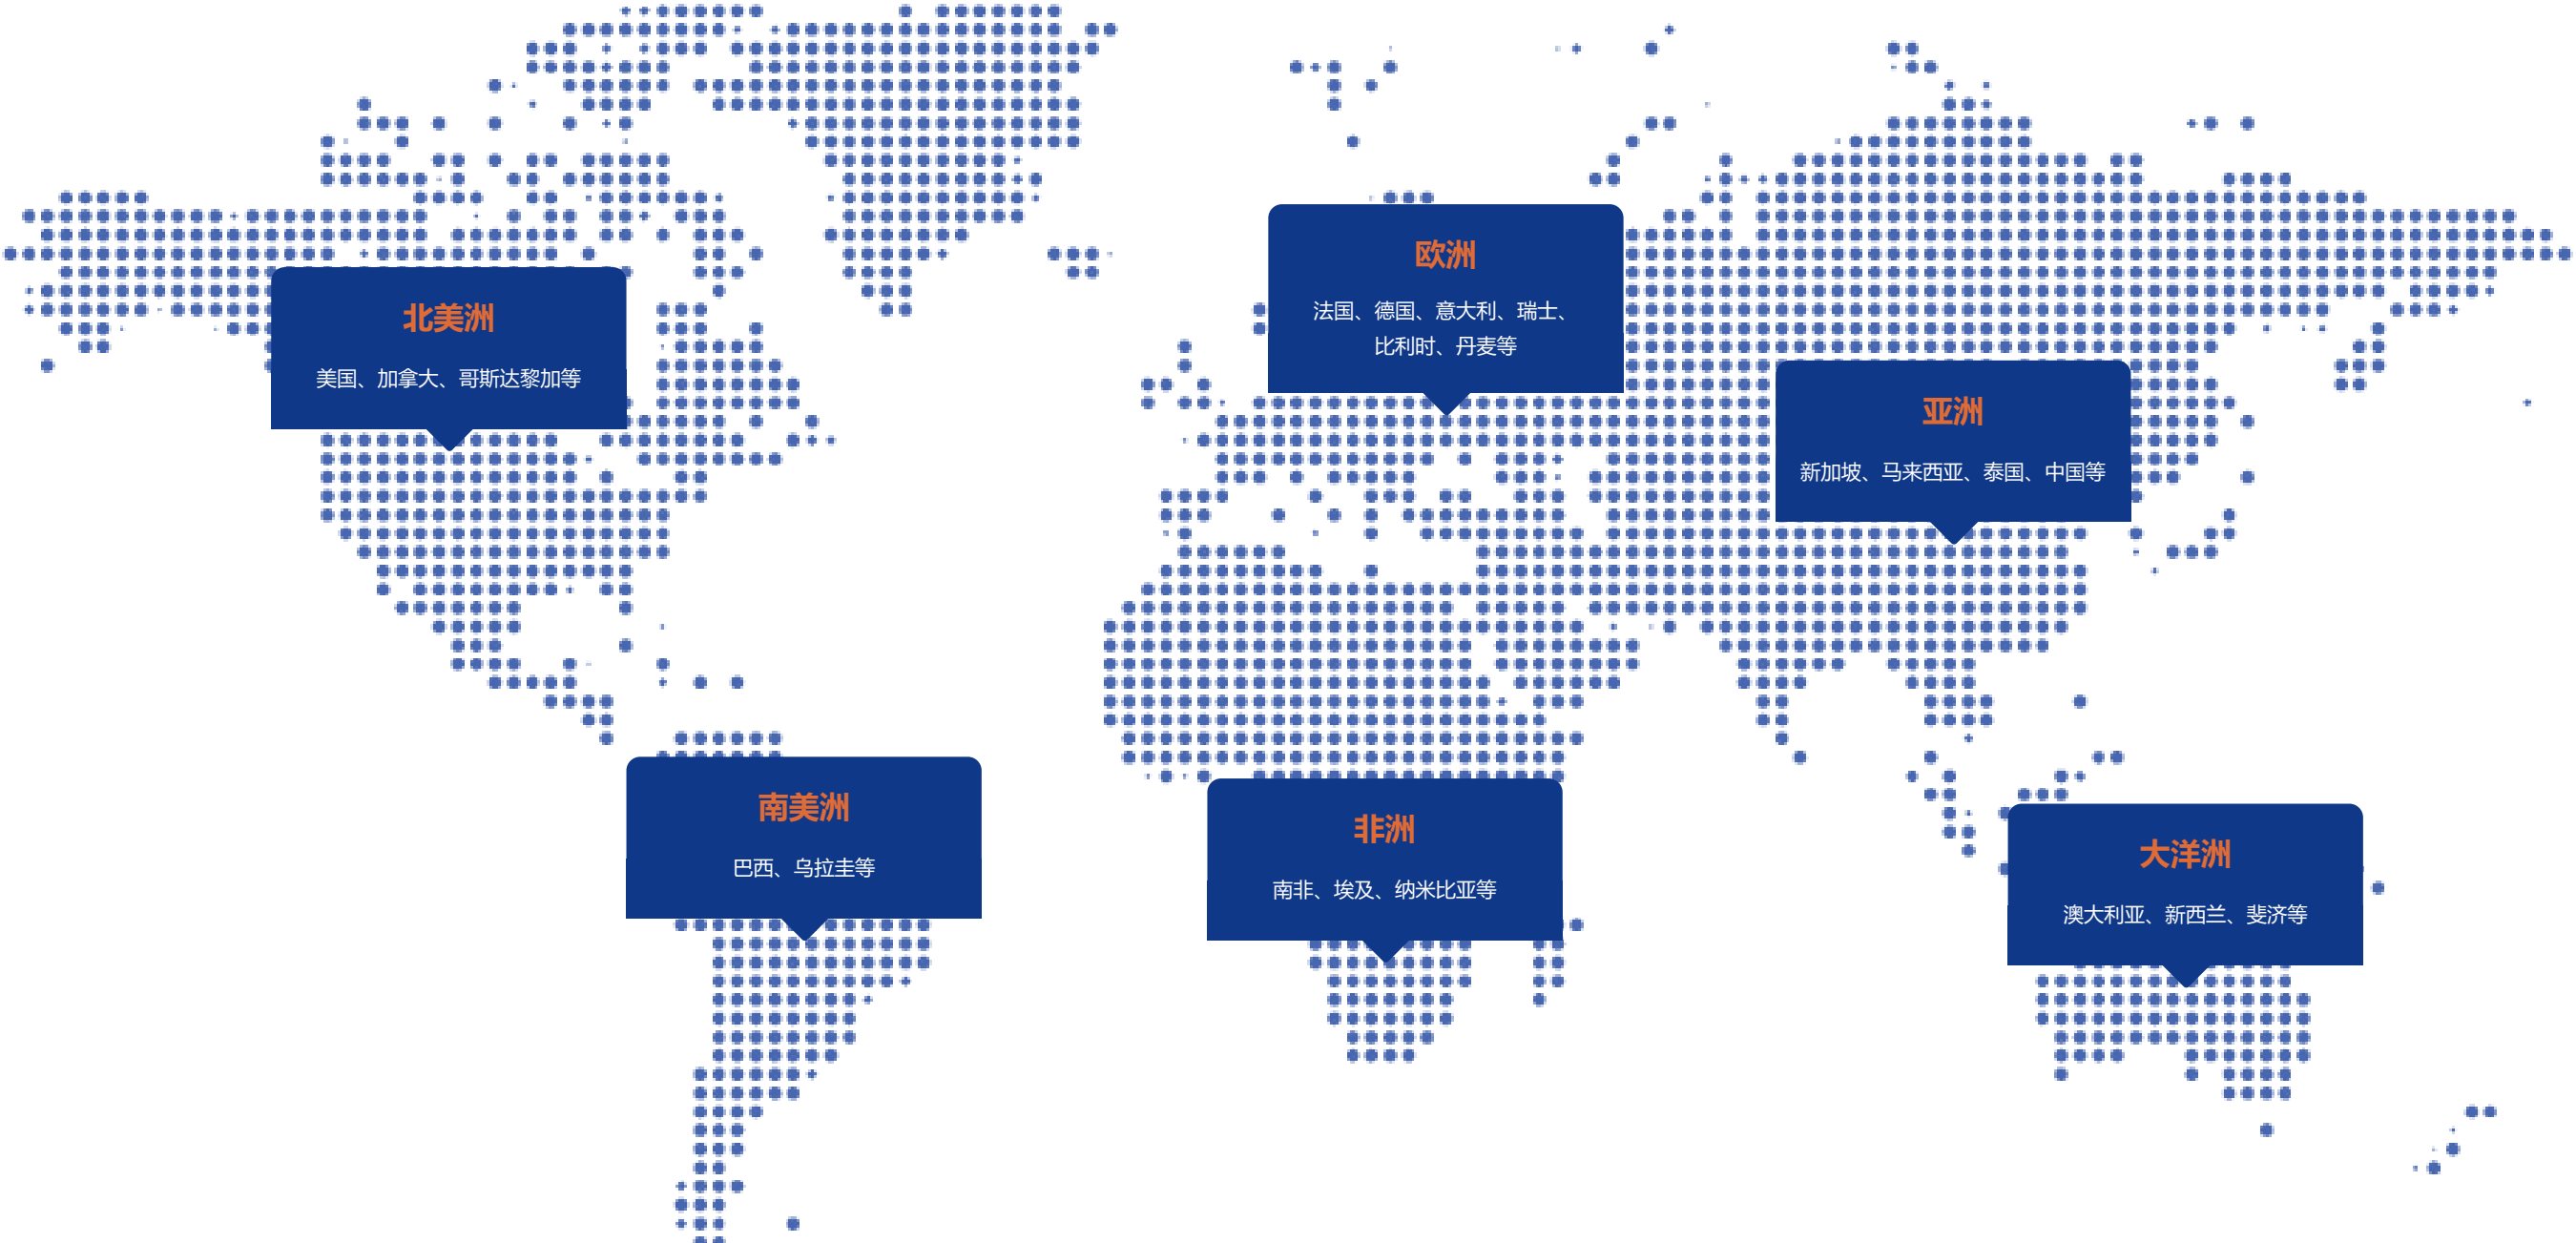 欧洲
法国、德国、意大利、瑞士、
比利时、丹麦等
北美洲
美国、加拿大、哥斯达黎加等
亚洲
新加坡、马来西亚、泰国、中国等
南美洲
巴西、乌拉圭等
非洲
南非、埃及、纳米比亚等
大洋洲
澳大利亚、新西兰、斐济等